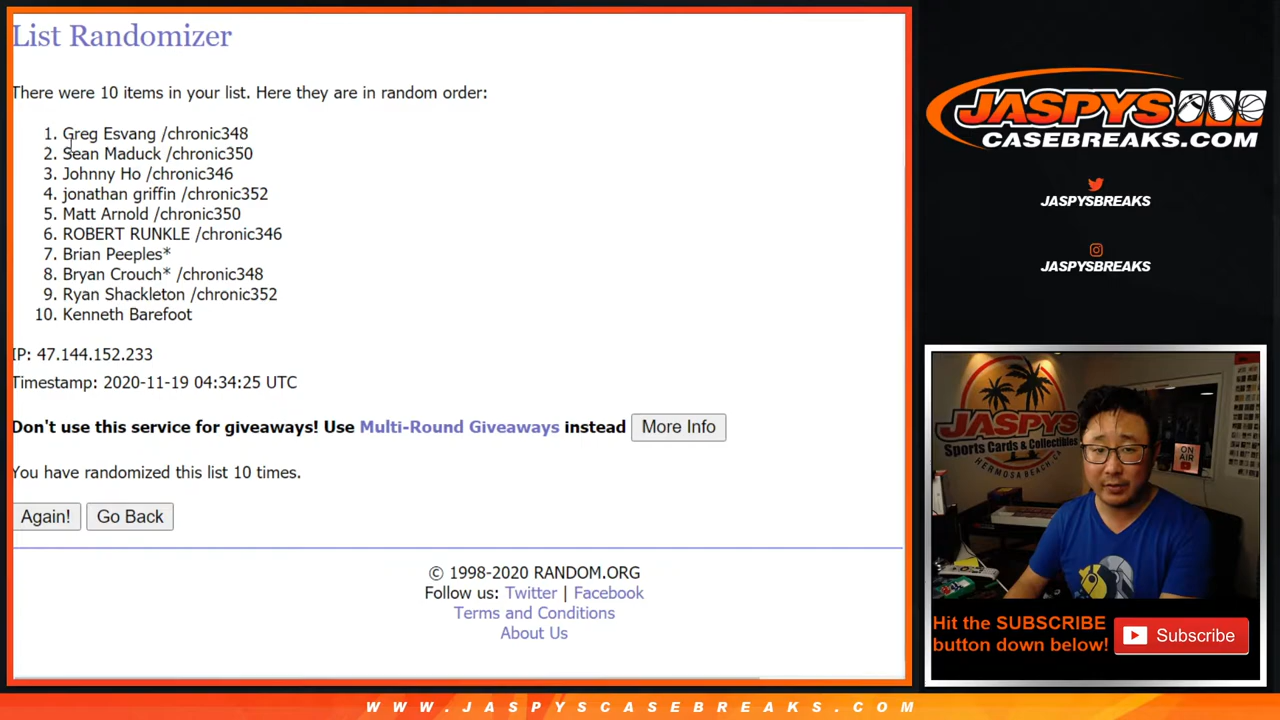 List Randomizer
There were 10 items in your list. Here they are in random order:
1. Greg Esvang /chronic348
2. Sean Maduck /chronic350
3. Johnny Ho /chronic346
4. jonathan griffin /chronic352
5. Matt Arnold /chronic350
6. ROBERT RUNKLE /chronic346
7. Brian Peeples*
8. Bryan Crouch* /chronic348
9. Ryan Shackleton /chronic352
10. Kenneth Barefoot
IP: 47.144.152.233
Timestamp: 2020-11-19 04:34:25 UTC
Don't use this service for giveaways! Use Multi-Round Giveaways instead More Info
You have randomized this list 10 times.
Again! Go Back
© 1998-2020 RANDOM.ORG
Follow us: Twitter | Facebook
Terms and Conditions
About Us
JASPYS
CASEBREAKS.COM
JASPYSBREAKS
JASPYSBREAKS
JASPYS
Sports Cards & Collectibles
HERMOSA BEACH, CA
ON AIR
Hit the SUBSCRIBE
button down below!
Subscribe
WWW.JASPYSCASEBREAKS.COM